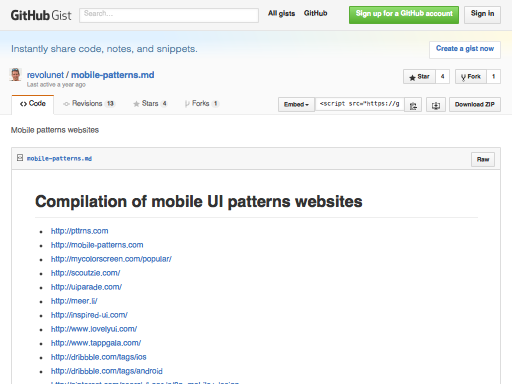 GitHub Gist Search... All gists GitHub Sign up for a GitHub account Sign in
Instantly share code, notes, and snippets. Create a gist now
revolunet / mobile-patterns.md Star 4 Fork 1
Last active a year ago
Code Revisions 13 Stars 4 Forks 1 Embed <script src="https://g Download ZIP
Mobile patterns websites
mobile-patterns.md Raw
Compilation of mobile UI patterns websites
http://pttrns.com
http://mobile-patterns.com
http://mycolorscreen.com/popular/
http://scoutzie.com/
http://uiparade.com/
http://meer.li/
http://inspired-ui.com/
http://www.lovelyui.com/
http://www.tappgala.com/
http://dribbble.com/tags/ios
http://dribbble.com/tags/android